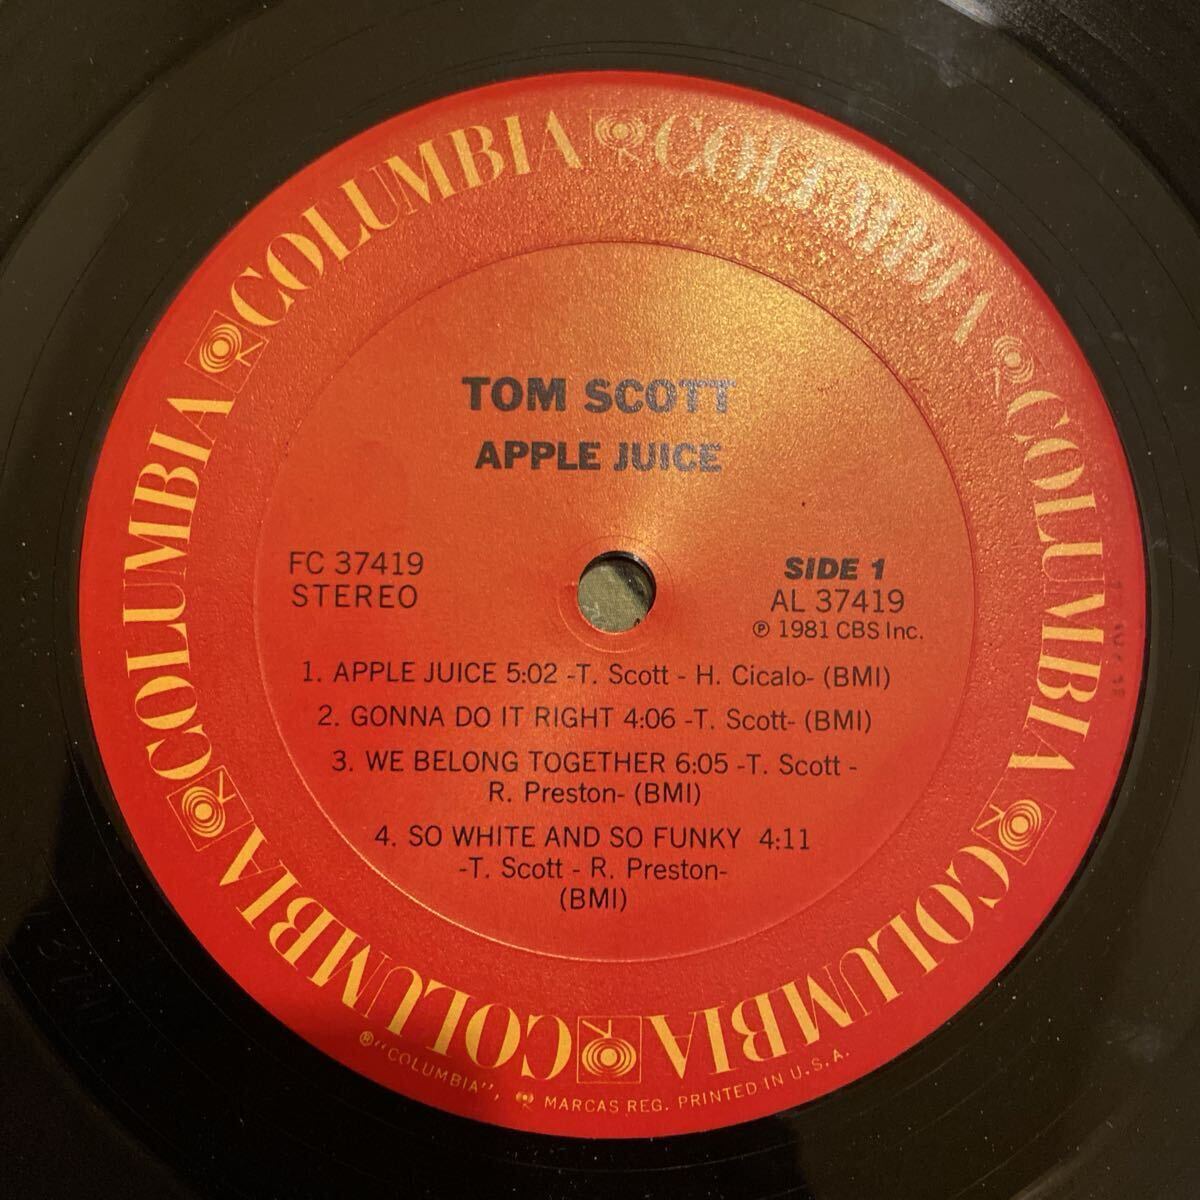 COLUMBIA COLUMBIA COLUMBIA COLUMBIA COLUMBIA COLUMBIA
TOM SCOTT
APPLE JUICE
FC 37419
STEREO
SIDE 1
AL 37419
℗ 1981 CBS Inc.
1. APPLE JUICE 5:02 -T. Scott - H. Cicalo- (BMI)
2. GONNA DO IT RIGHT 4:06 -T. Scott- (BMI)
3. WE BELONG TOGETHER 6:05 -T. Scott -
R. Preston- (BMI)
4. SO WHITE AND SO FUNKY 4:11
-T. Scott - R. Preston-
(BMI)
®"COLUMBIA", MARCAS REG. PRINTED IN U.S.A.